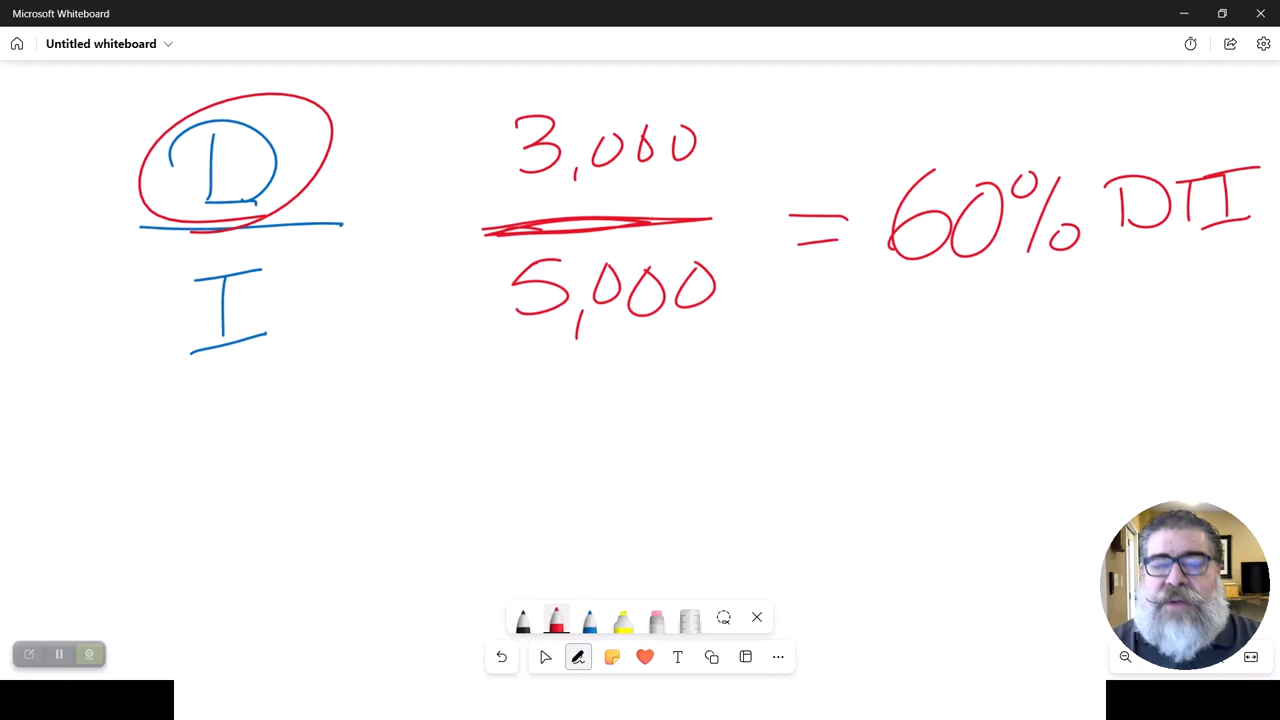 Microsoft Whiteboard
Untitled whiteboard
D
I
3,000
5,000
= 60% DTI